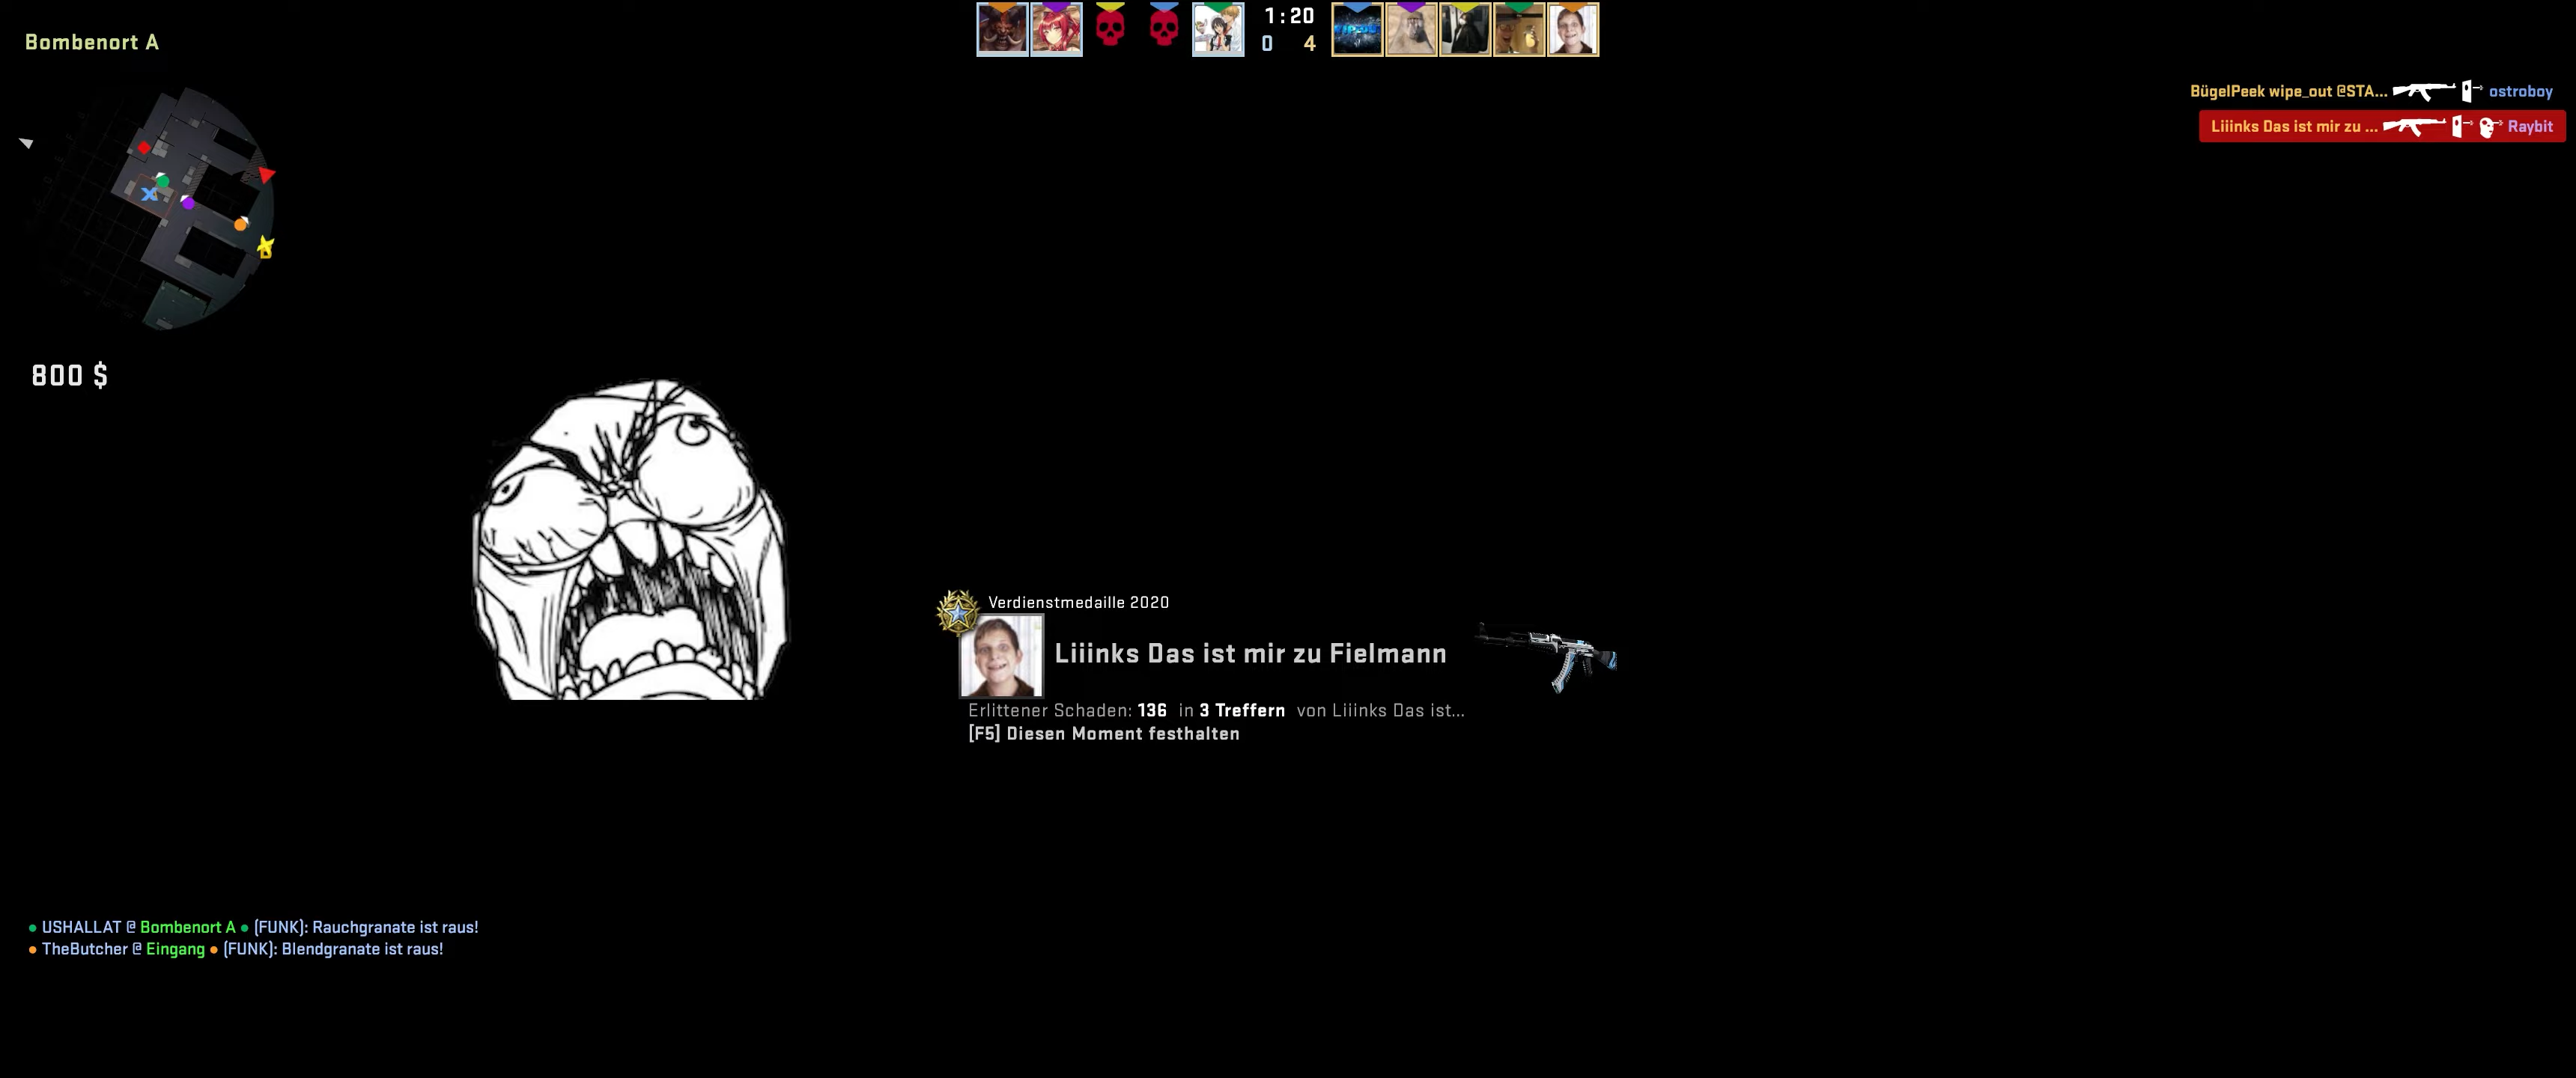 Bombenort A
1:20
0 4
BügelPeek wipe_out @STA... ostroboy
Liiinks Das ist mir zu ... Raybit
800 $
Verdienstmedaille 2020
Liiinks Das ist mir zu Fielmann
Erlittener Schaden: 136 in 3 Treffern von Liiinks Das ist...
[F5] Diesen Moment festhalten
● USHALLAT @ Bombenort A ● (FUNK): Rauchgranate ist raus!
● TheButcher @ Eingang ● (FUNK): Blendgranate ist raus!